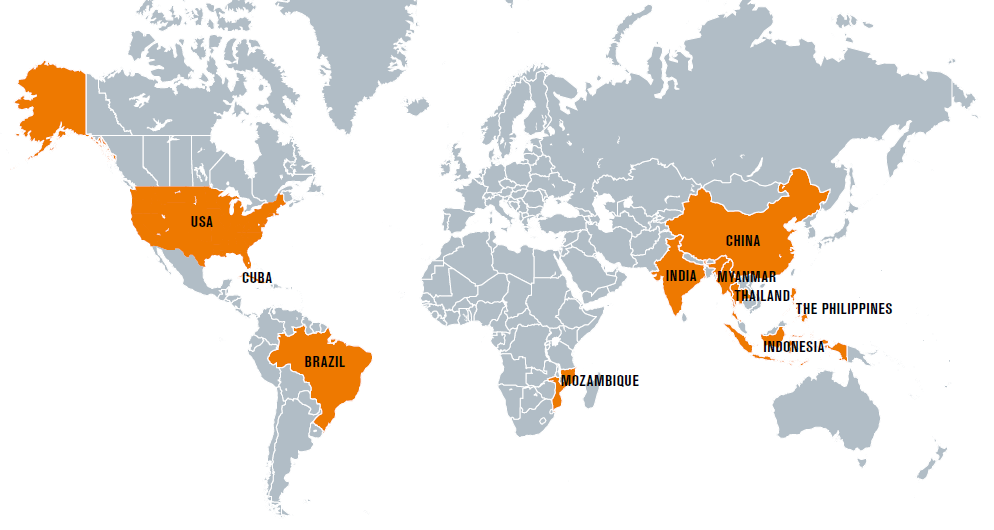 USA
CHINA
CUBA
INDIA
MYANMAR
THAILAND
THE PHILIPPINES
INDONESIA
BRAZIL
MOZAMBIQUE